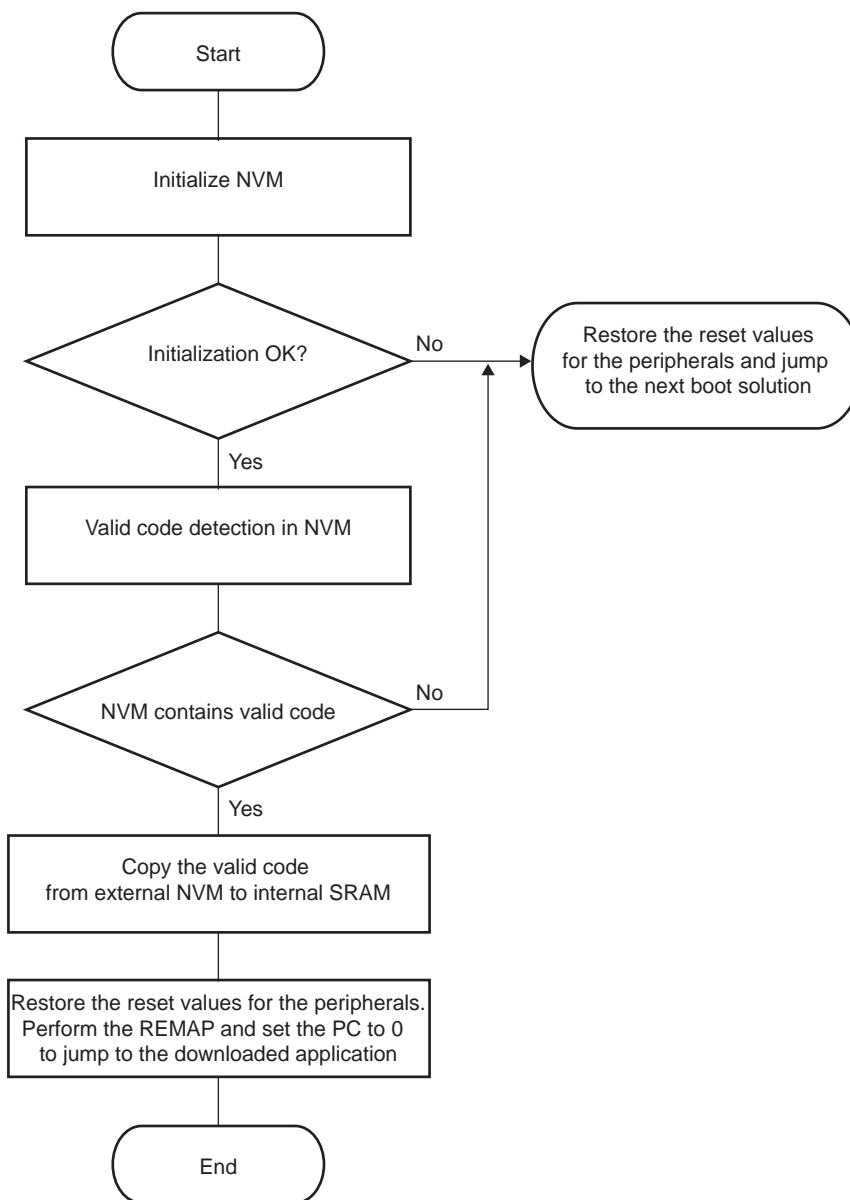 Start
Initialize NVM
Initialization OK?
No
Restore the reset values
for the peripherals and jump
to the next boot solution
Yes
Valid code detection in NVM
NVM contains valid code
No
Yes
Copy the valid code
from external NVM to internal SRAM
Restore the reset values for the peripherals.
Perform the REMAP and set the PC to 0
to jump to the downloaded application
End